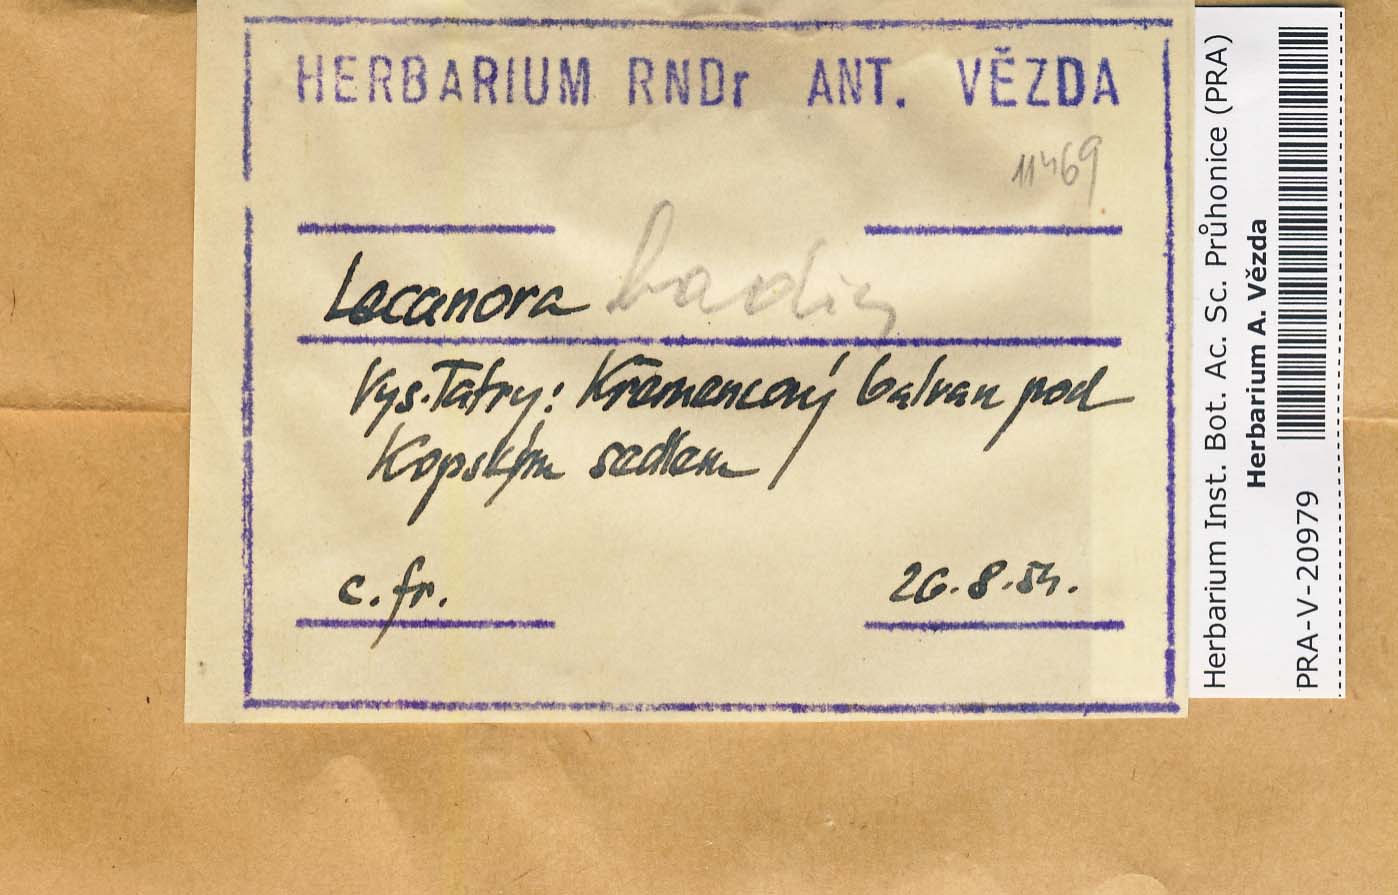 HERBARIUM RNDr ANT. VĚZDA
11469
Lecanora badia
Vys. Tatry: Křemencový balvan pod
Kopským sedlem
c. fr.
26.8.54.
Herbarium Inst. Bot. Ac. Sc. Průhonice (PRA)
Herbarium A. Vězda
PRA-V-20979